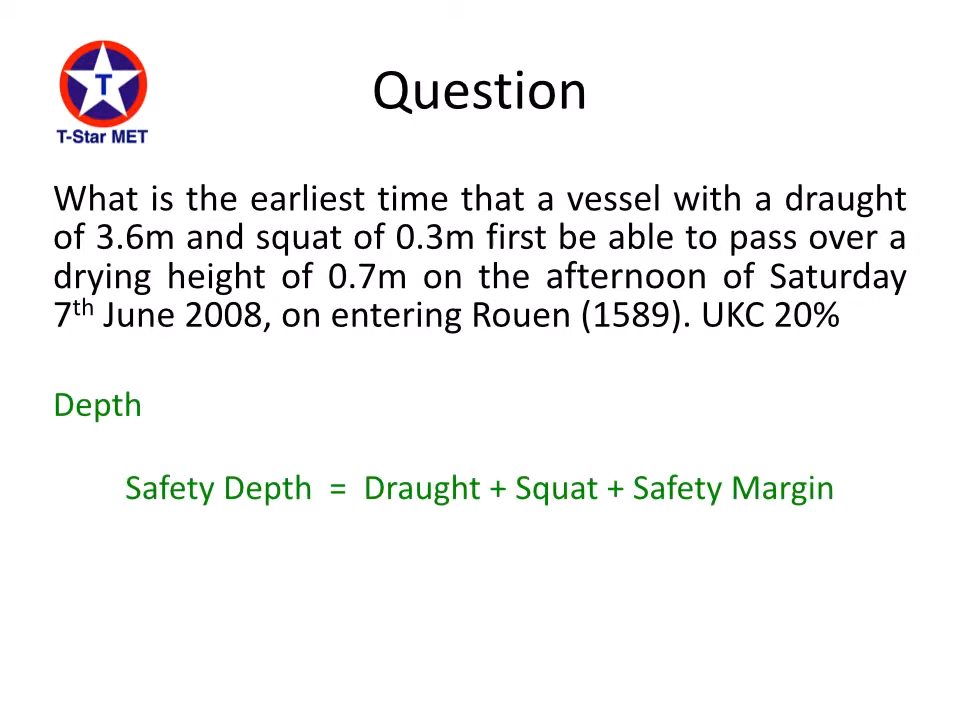 T
T-Star MET
Question
What is the earliest time that a vessel with a draught
of 3.6m and squat of 0.3m first be able to pass over a
drying height of 0.7m on the afternoon of Saturday
7th June 2008, on entering Rouen (1589). UKC 20%
Depth
Safety Depth = Draught + Squat + Safety Margin